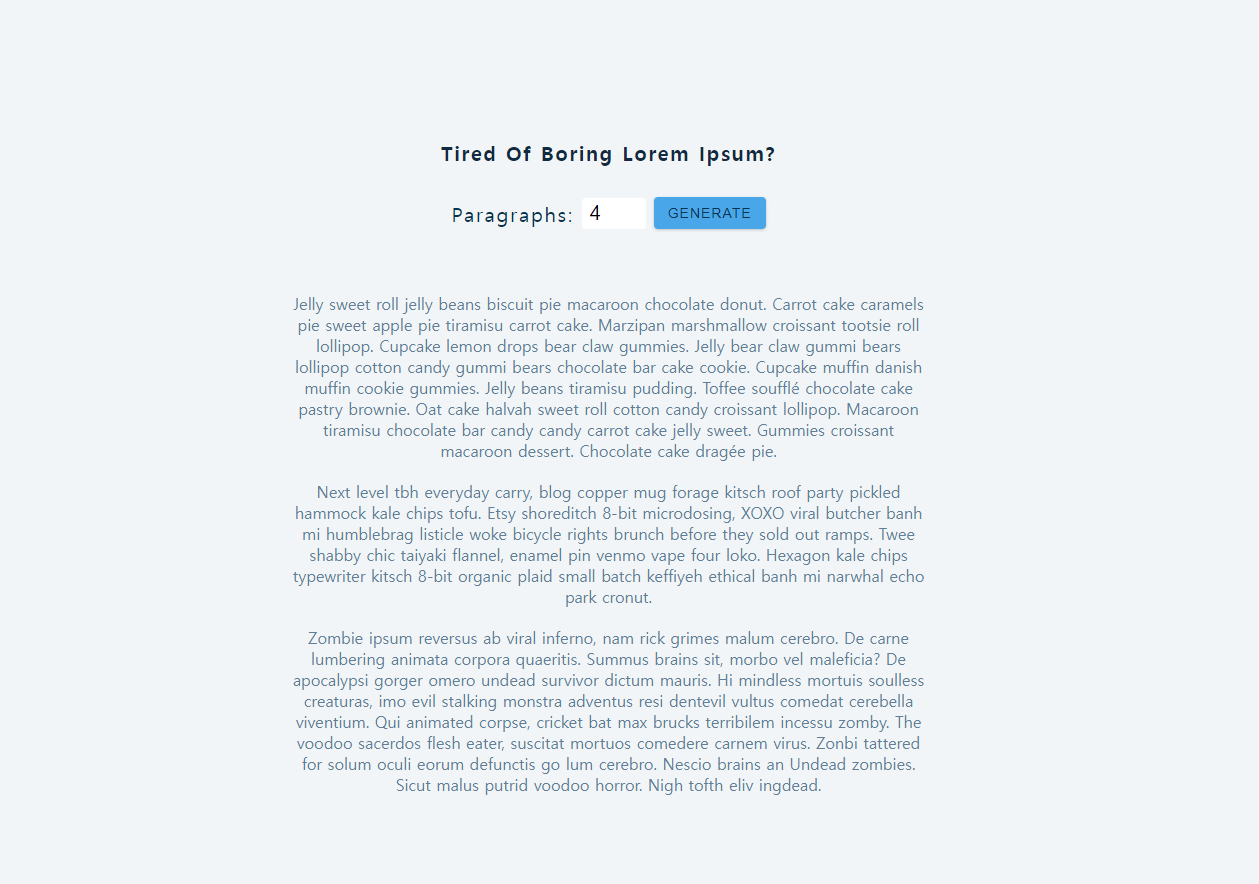 Tired Of Boring Lorem Ipsum?
Paragraphs: 4 GENERATE
Jelly sweet roll jelly beans biscuit pie macaroon chocolate donut. Carrot cake caramels
pie sweet apple pie tiramisu carrot cake. Marzipan marshmallow croissant tootsie roll
lollipop. Cupcake lemon drops bear claw gummies. Jelly bear claw gummi bears
lollipop cotton candy gummi bears chocolate bar cake cookie. Cupcake muffin danish
muffin cookie gummies. Jelly beans tiramisu pudding. Toffee soufflé chocolate cake
pastry brownie. Oat cake halvah sweet roll cotton candy croissant lollipop. Macaroon
tiramisu chocolate bar candy candy carrot cake jelly sweet. Gummies croissant
macaroon dessert. Chocolate cake dragée pie.
Next level tbh everyday carry, blog copper mug forage kitsch roof party pickled
hammock kale chips tofu. Etsy shoreditch 8-bit microdosing, XOXO viral butcher banh
mi humblebrag listicle woke bicycle rights brunch before they sold out ramps. Twee
shabby chic taiyaki flannel, enamel pin venmo vape four loko. Hexagon kale chips
typewriter kitsch 8-bit organic plaid small batch keffiyeh ethical banh mi narwhal echo
park cronut.
Zombie ipsum reversus ab viral inferno, nam rick grimes malum cerebro. De carne
lumbering animata corpora quaeritis. Summus brains sit, morbo vel maleficia? De
apocalypsi gorger omero undead survivor dictum mauris. Hi mindless mortuis soulless
creaturas, imo evil stalking monstra adventus resi dentevil vultus comedat cerebella
viventium. Qui animated corpse, cricket bat max brucks terribilem incessu zomby. The
voodoo sacerdos flesh eater, suscitat mortuos comedere carnem virus. Zonbi tattered
for solum oculi eorum defunctis go lum cerebro. Nescio brains an Undead zombies.
Sicut malus putrid voodoo horror. Nigh tofth eliv ingdead.